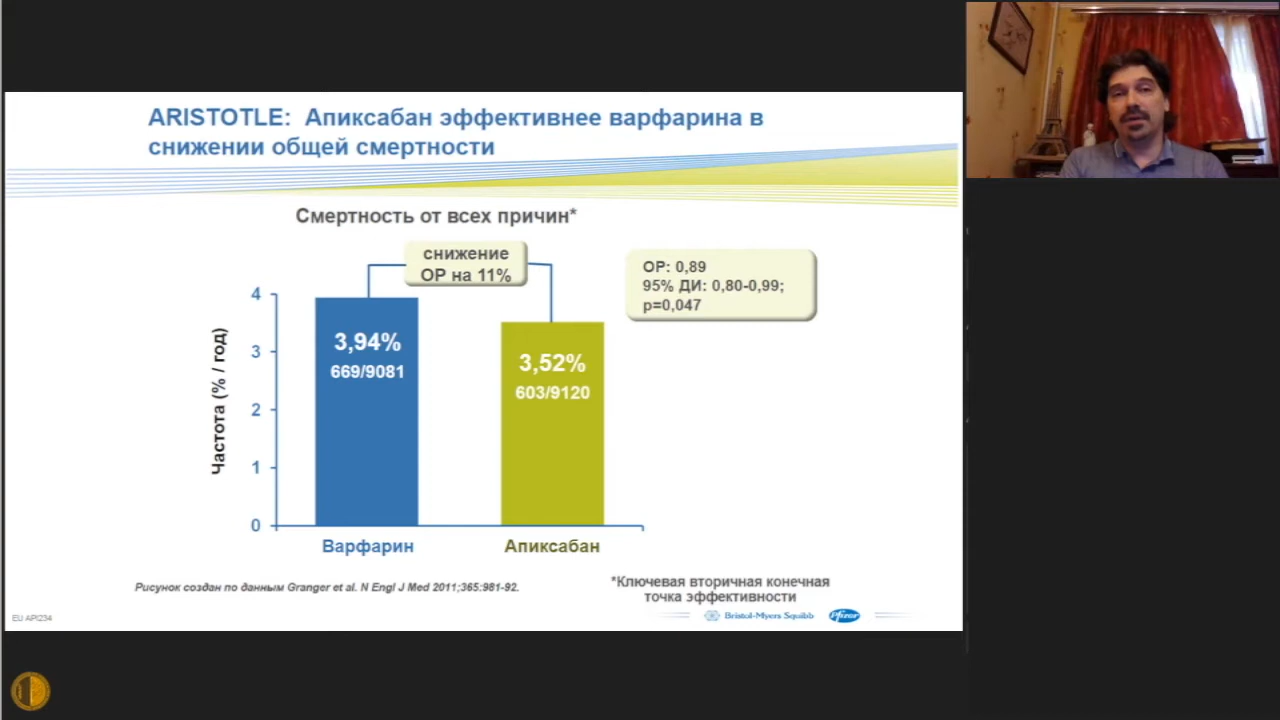 ARISTOTLE: Апиксабан эффективнее варфарина в
снижении общей смертности
Смертность от всех причин*
снижение
ОР на 11%
ОР: 0,89
95% ДИ: 0,80-0,99;
p=0,047
Частота (% / год)
4
3
2
1
0
3,94%
669/9081
3,52%
603/9120
Варфарин
Апиксабан
Рисунок создан по данным Granger et al. N Engl J Med 2011;365:981-92.
*Ключевая вторичная конечная
точка эффективности
EU API234
Bristol-Myers Squibb
Pfizer